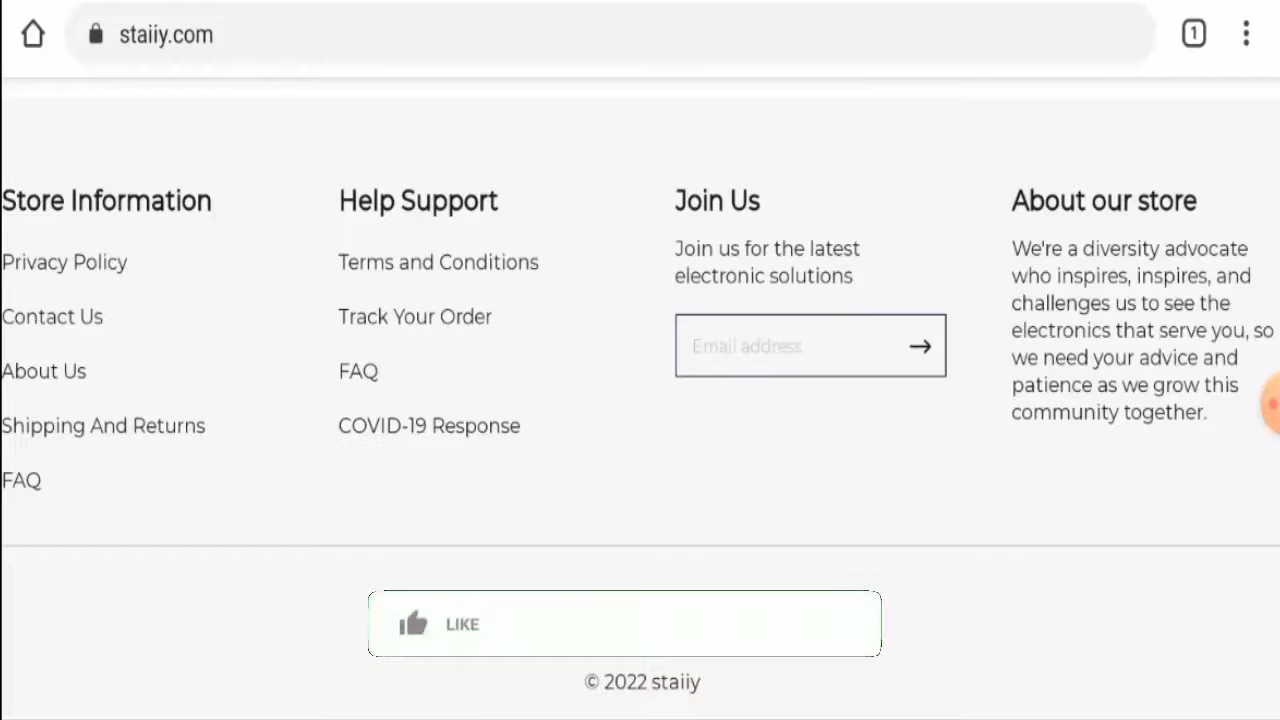 staiiy.com
1
Store Information
Privacy Policy
Contact Us
About Us
Shipping And Returns
FAQ
Help Support
Terms and Conditions
Track Your Order
FAQ
COVID-19 Response
Join Us
Join us for the latest
electronic solutions
Email address
About our store
We're a diversity advocate
who inspires, inspires, and
challenges us to see the
electronics that serve you, so
we need your advice and
patience as we grow this
community together.
LIKE
© 2022 staiiy